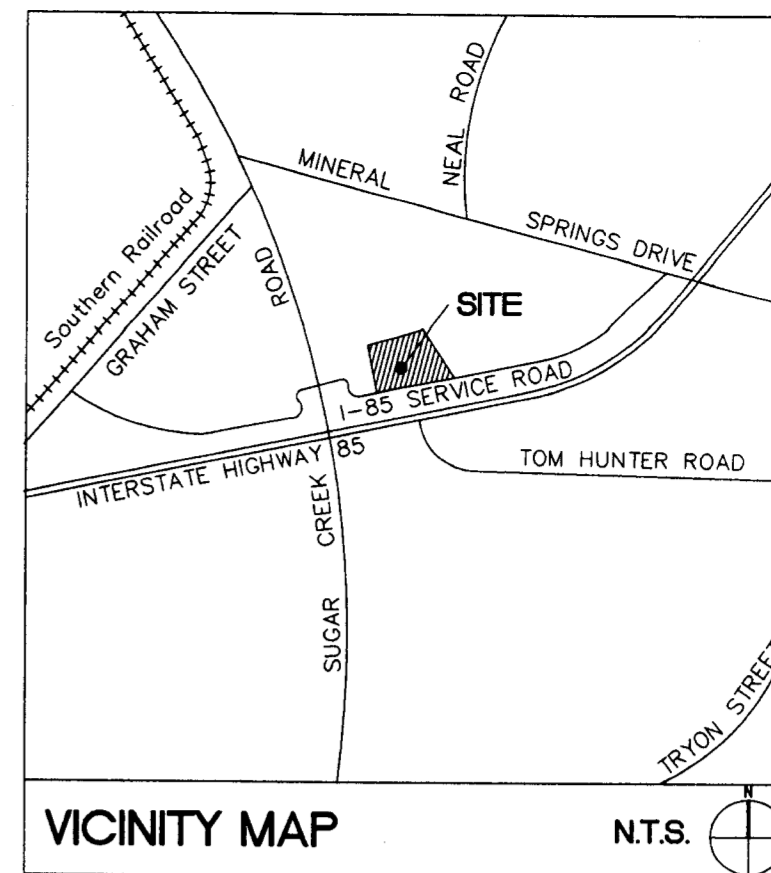 NEAL ROAD
MINERAL
SPRINGS DRIVE
Southern Railroad
GRAHAM STREET
ROAD
SITE
I-85 SERVICE ROAD
INTERSTATE HIGHWAY 85
TOM HUNTER ROAD
SUGAR CREEK
TRYON STREET
VICINITY MAP
N.T.S.
N